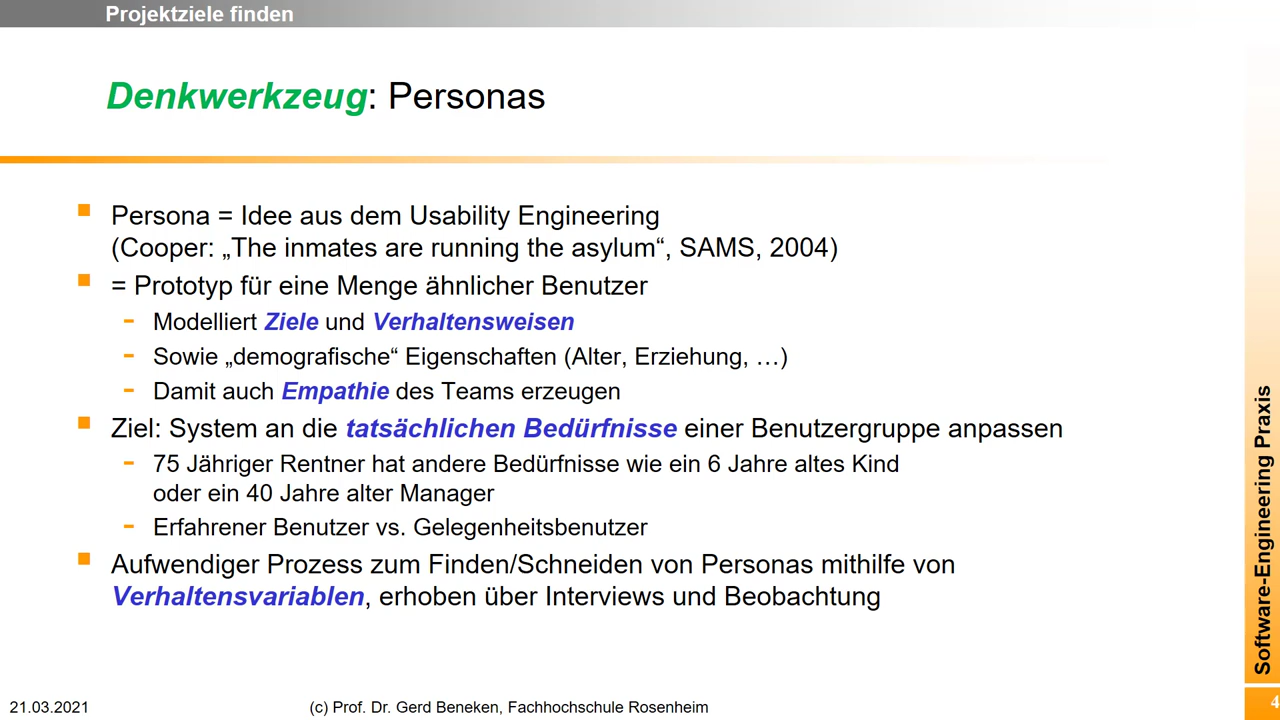 Projektziele finden
Denkwerkzeug: Personas
Persona = Idee aus dem Usability Engineering
(Cooper: „The inmates are running the asylum“, SAMS, 2004)
= Prototyp für eine Menge ähnlicher Benutzer
Modelliert Ziele und Verhaltensweisen
Sowie „demografische“ Eigenschaften (Alter, Erziehung, …)
Damit auch Empathie des Teams erzeugen
Ziel: System an die tatsächlichen Bedürfnisse einer Benutzergruppe anpassen
75 Jähriger Rentner hat andere Bedürfnisse wie ein 6 Jahre altes Kind
oder ein 40 Jahre alter Manager
Erfahrener Benutzer vs. Gelegenheitsbenutzer
Aufwendiger Prozess zum Finden/Schneiden von Personas mithilfe von
Verhaltensvariablen, erhoben über Interviews und Beobachtung
Software-Engineering Praxis
21.03.2021
(c) Prof. Dr. Gerd Beneken, Fachhochschule Rosenheim
4